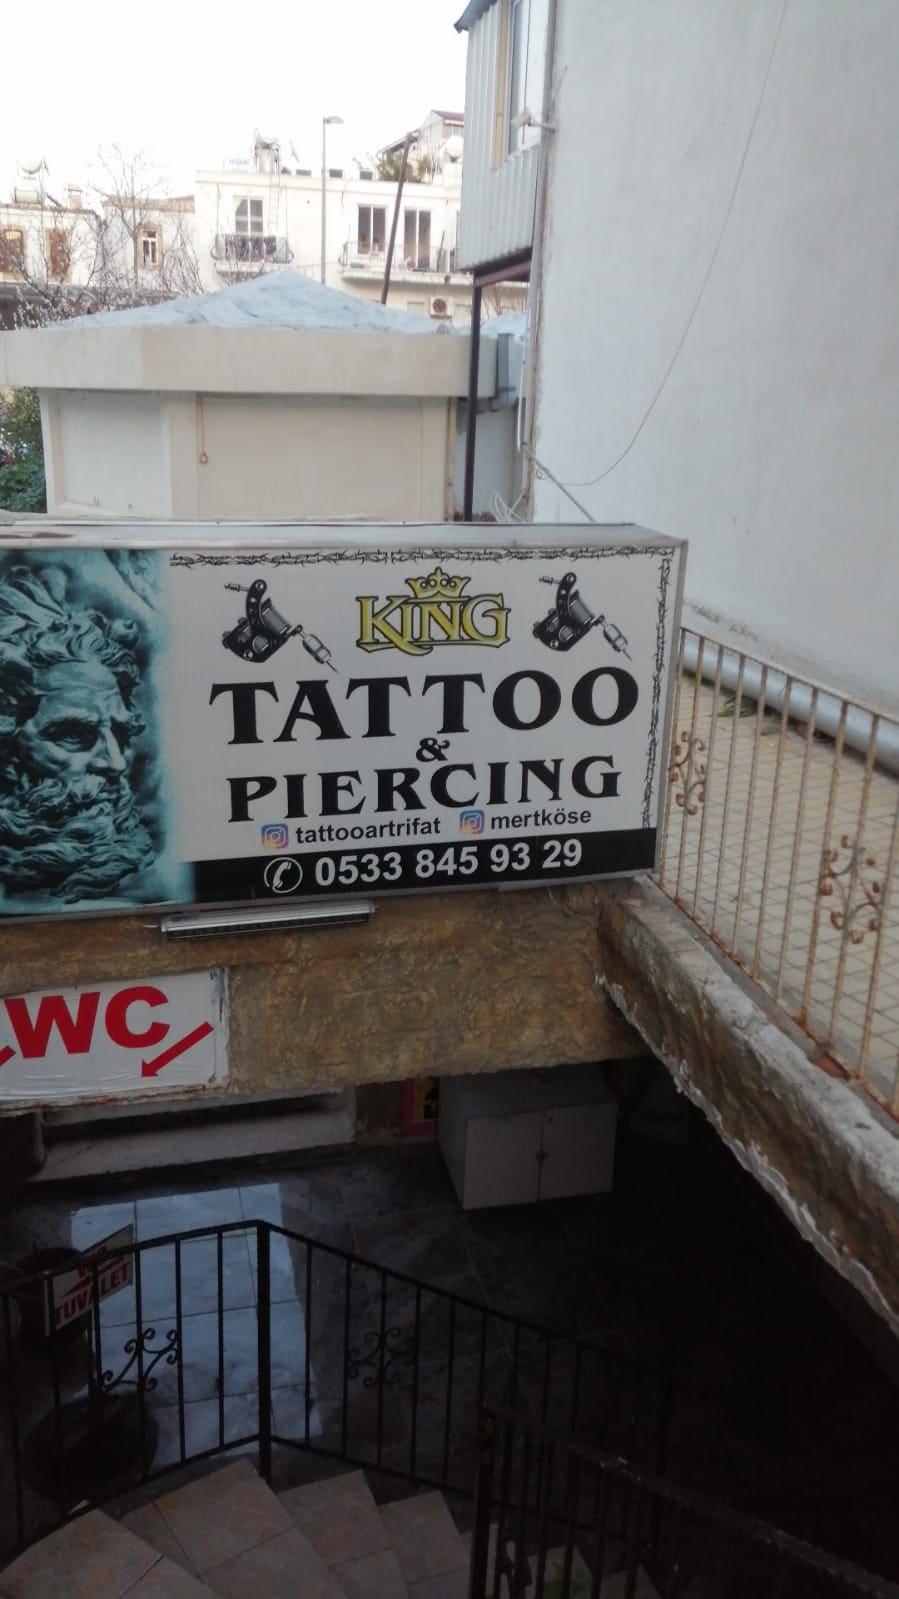 KING
TATTOO
&
PIERCING
tattooartrifat mertköse
0533 845 93 29
WC
TUVALET